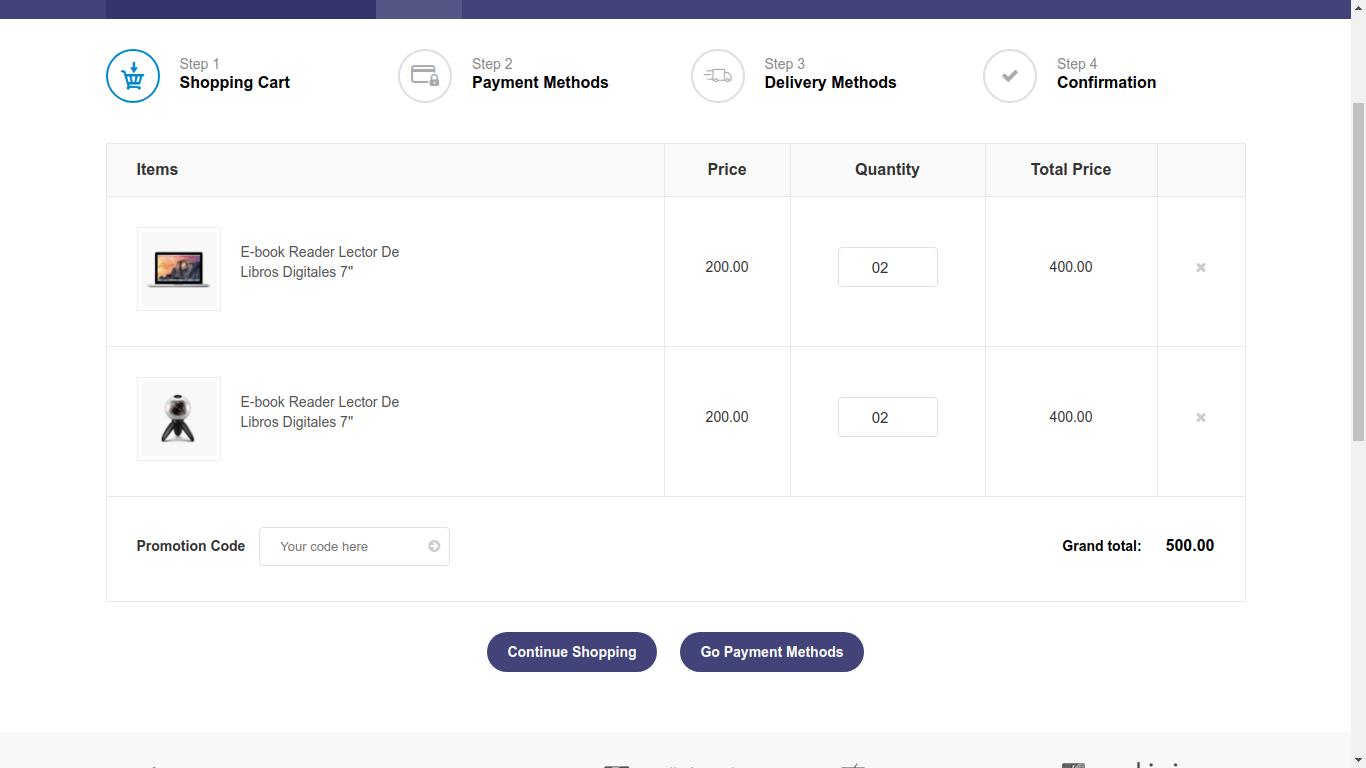 Step 1
Shopping Cart
Step 2
Payment Methods
Step 3
Delivery Methods
Step 4
Confirmation
Items Price Quantity Total Price
E-book Reader Lector De
Libros Digitales 7"
200.00 02 400.00
E-book Reader Lector De
Libros Digitales 7"
200.00 02 400.00
Promotion Code Your code here Grand total: 500.00
Continue Shopping Go Payment Methods